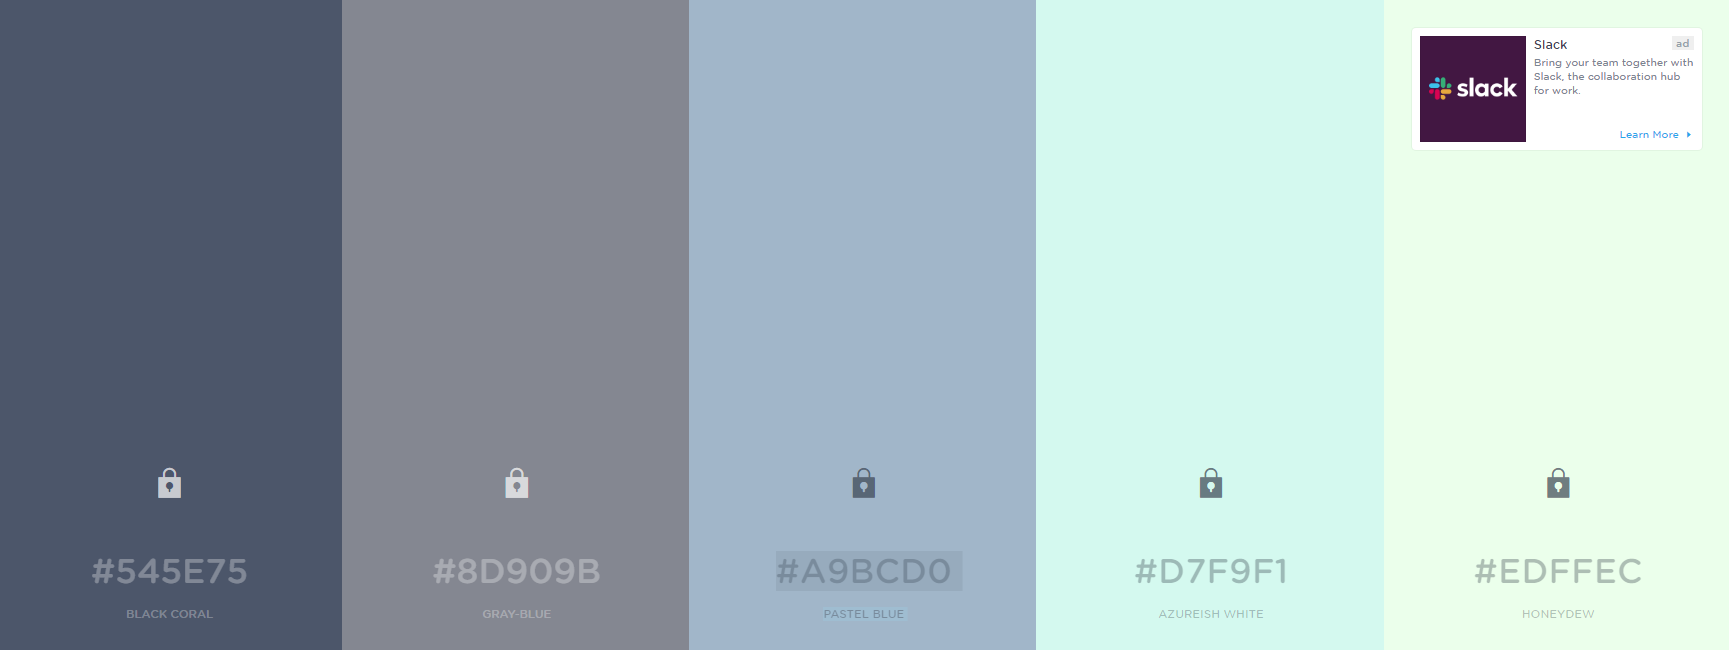 #545E75
BLACK CORAL
#8D909B
GRAY-BLUE
#A9BCD0
PASTEL BLUE
#D7F9F1
AZUREISH WHITE
#EDFFEC
HONEYDEW
slack
Slack
ad
Bring your team together with
Slack, the collaboration hub
for work.
Learn More